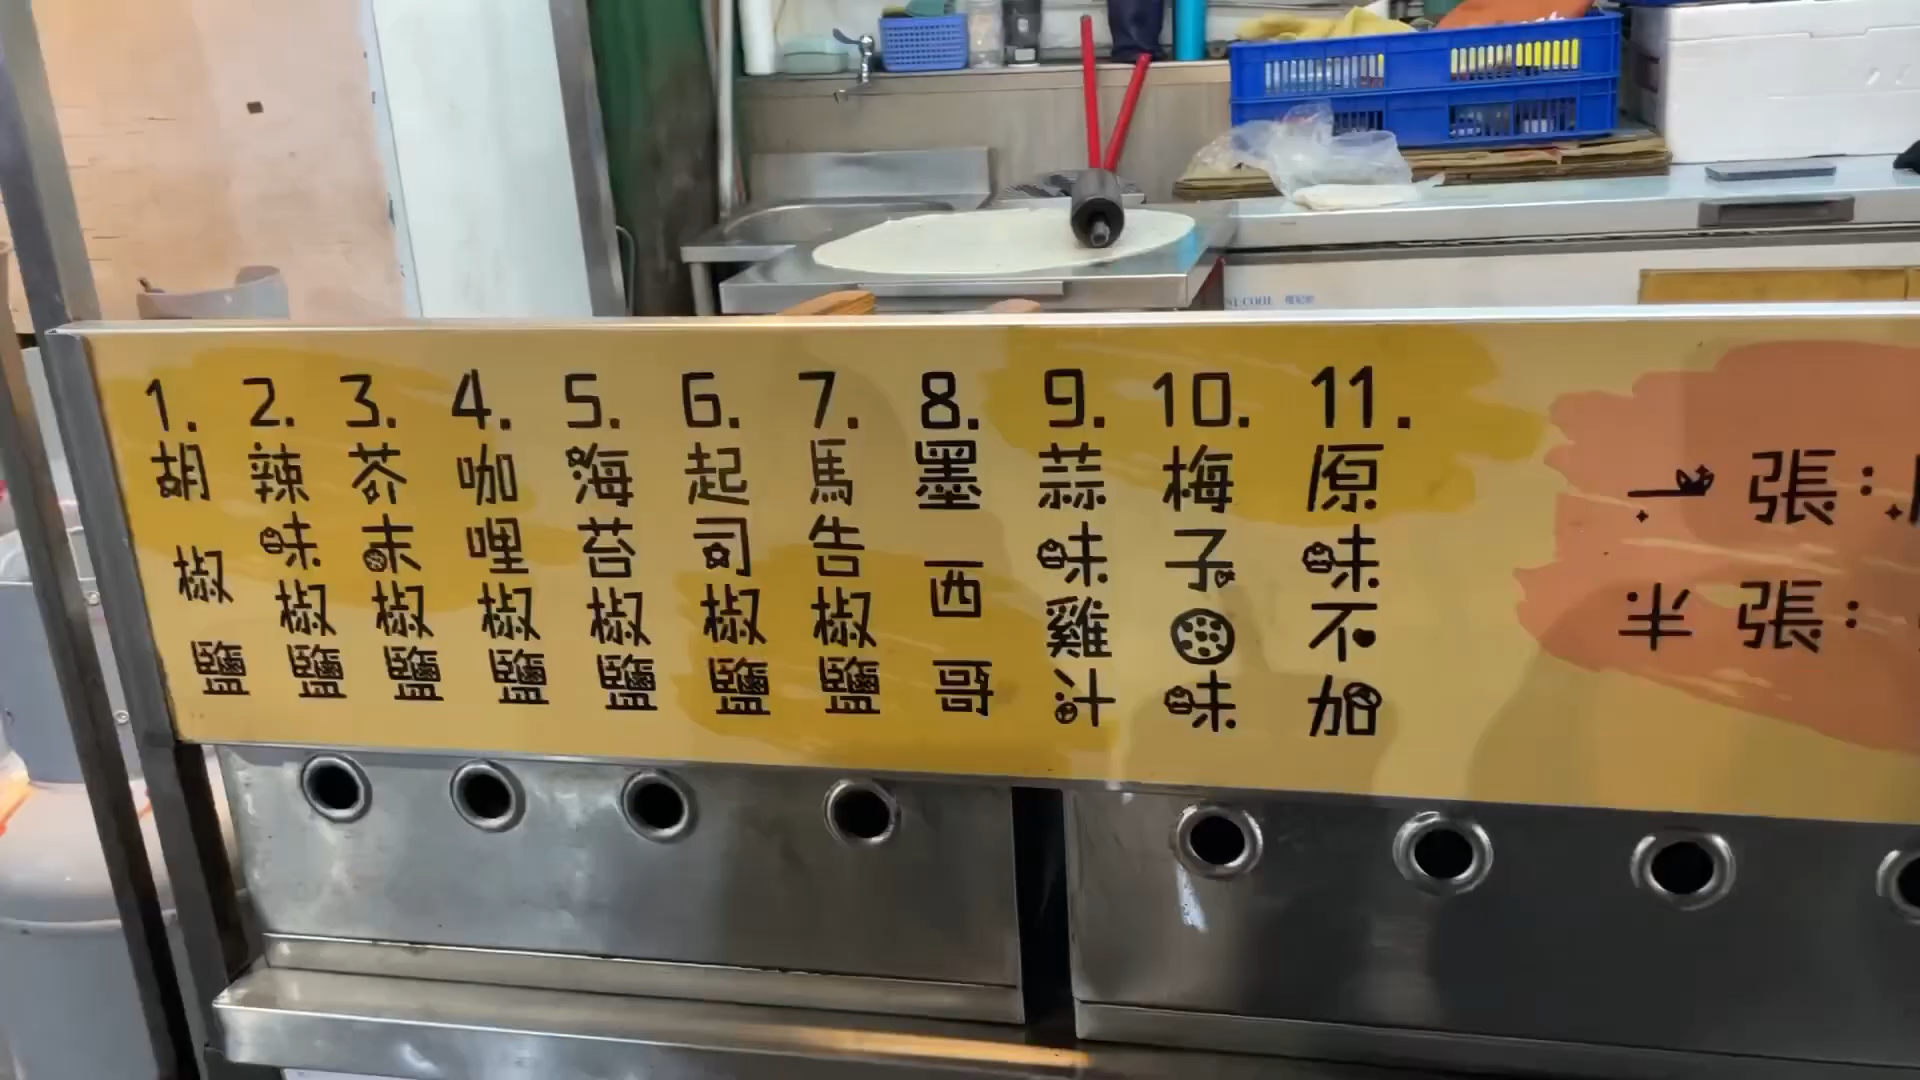 1. 胡椒鹽
2. 辣味椒鹽
3. 芥末椒鹽
4. 咖哩椒鹽
5. 海苔椒鹽
6. 起司椒鹽
7. 馬告椒鹽
8. 墨西哥
9. 蒜味雞汁
10. 梅子味
11. 原味不加
一張:
半張: